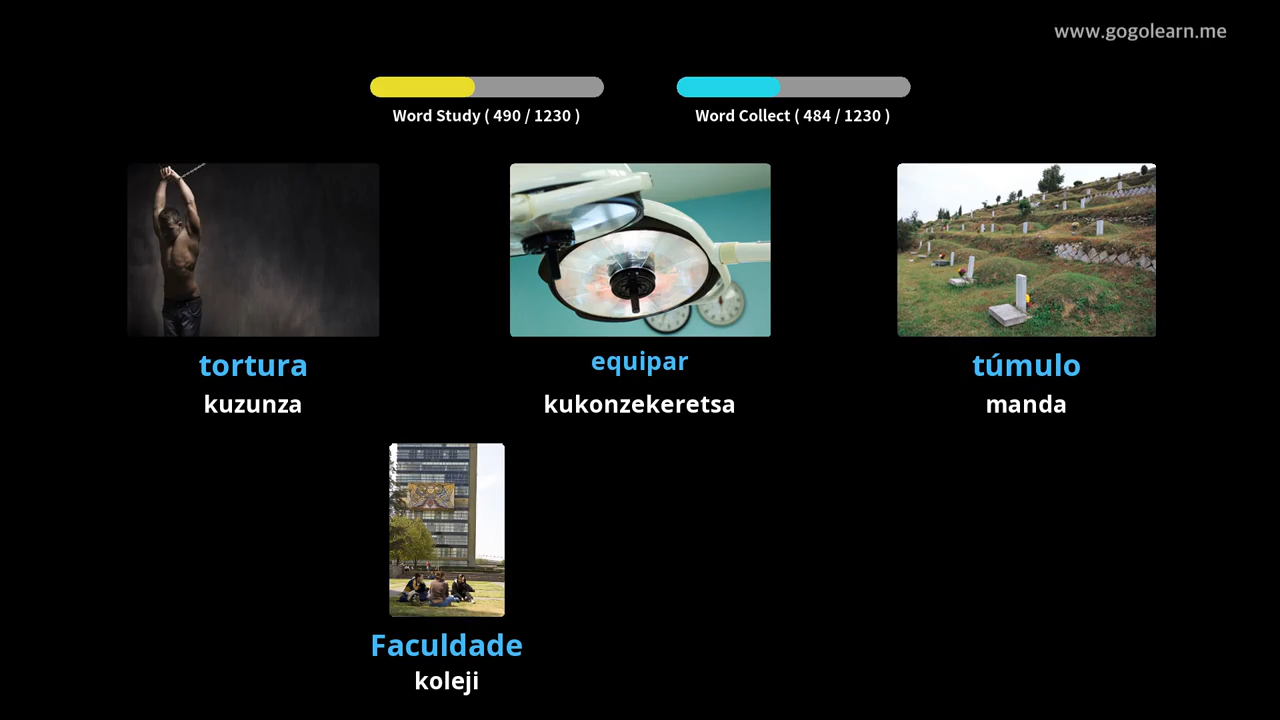 www.gogolearn.me
Word Study ( 490 / 1230 )
Word Collect ( 484 / 1230 )
tortura
kuzunza
equipar
kukonzekeretsa
túmulo
manda
Faculdade
koleji